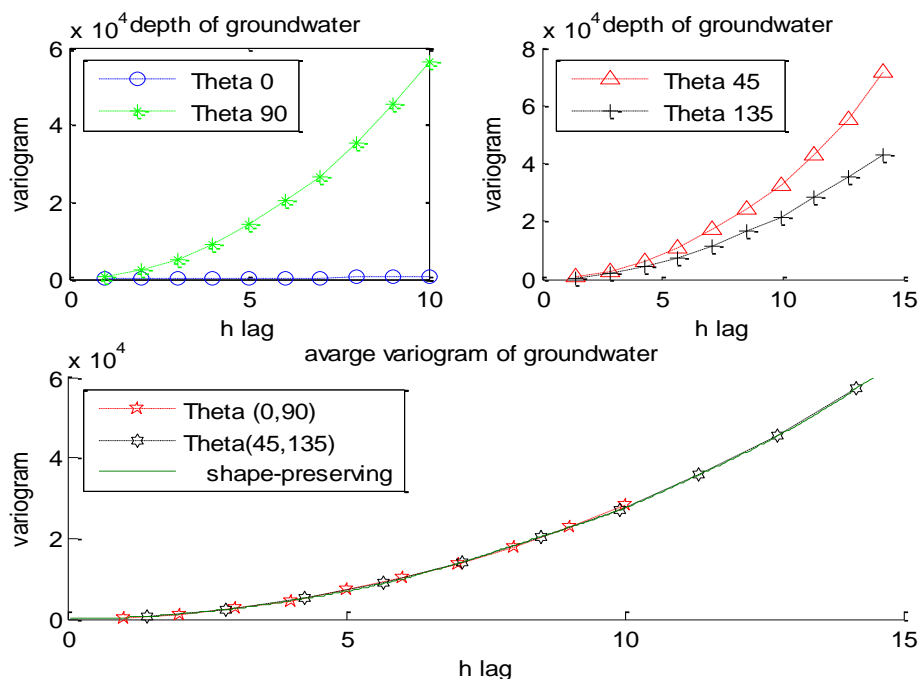 x 10^4 depth of groundwater
6
4
2
0
variogram
Theta 0
Theta 90
0 5 10
h lag
x 10^4 depth of groundwater
8
6
4
2
0
variogram
Theta 45
Theta 135
0 5 10 15
h lag
avarge variogram of groundwater
x 10^4
6
4
2
0
variogram
Theta (0,90)
Theta(45,135)
shape-preserving
0 5 10 15
h lag